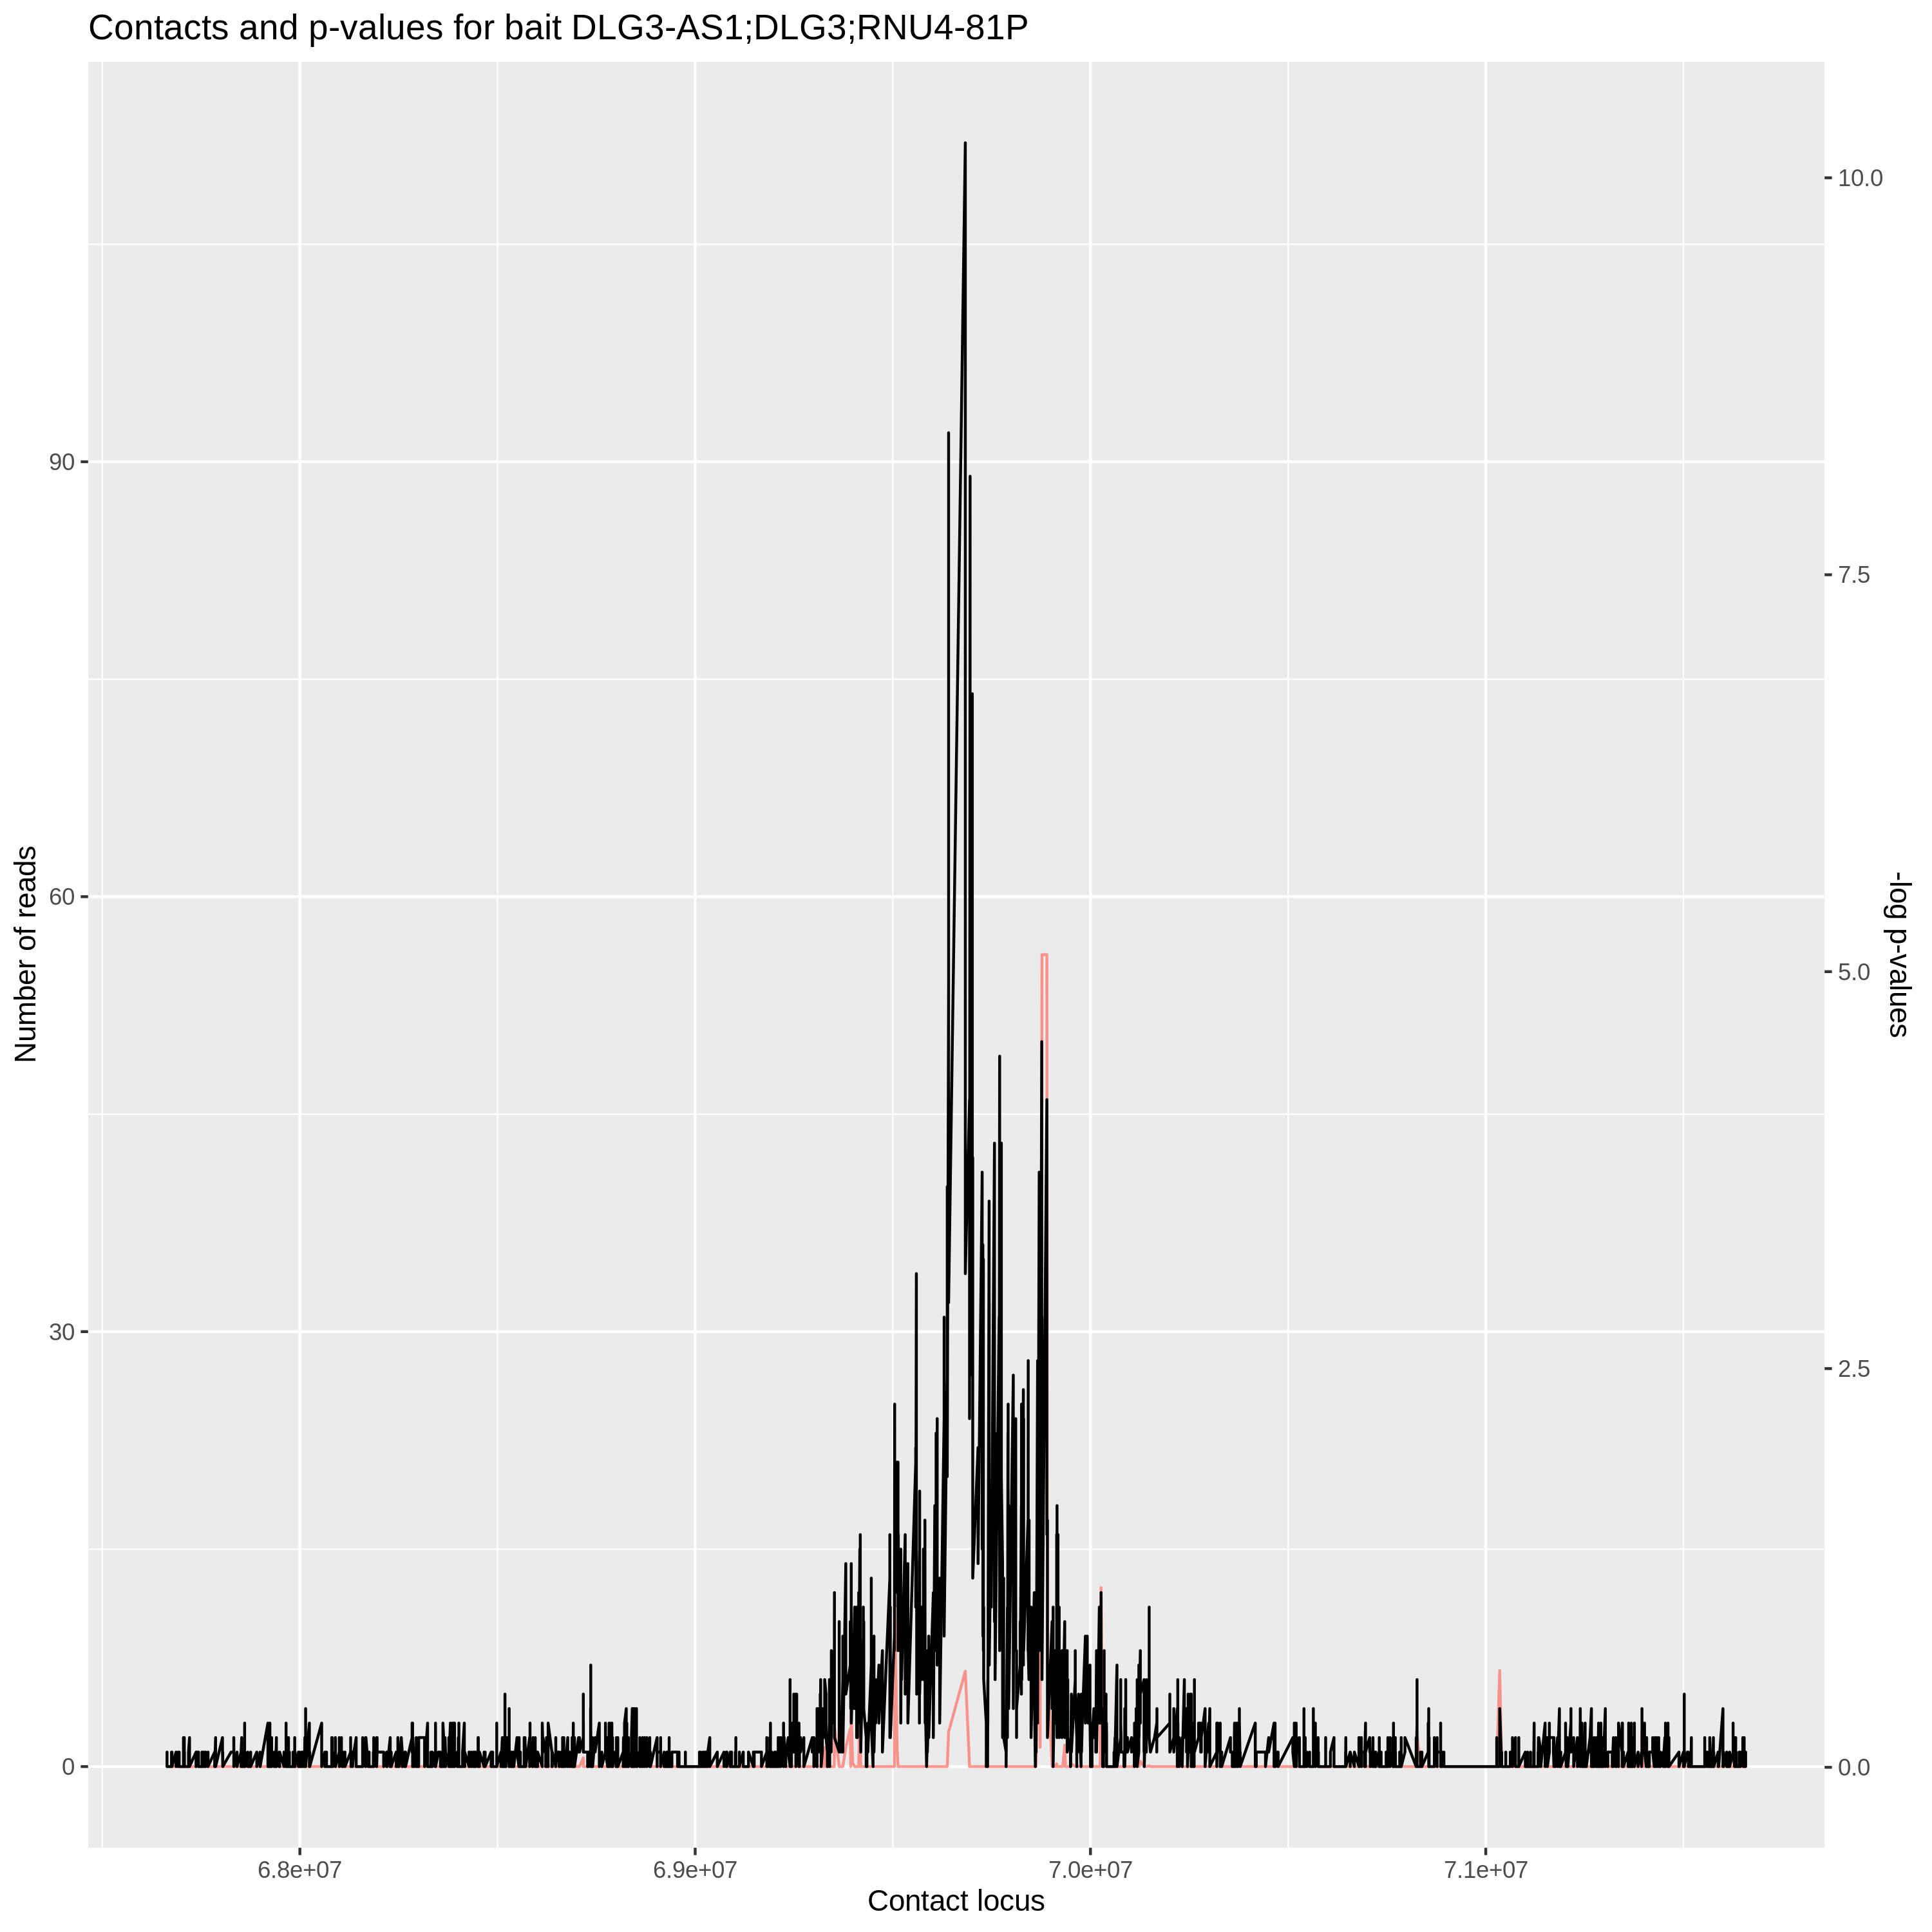 Contacts and p-values for bait DLG3-AS1;DLG3;RNU4-81P
10.0
90
7.5
Number of reads
60
5.0
-log p-values
30
2.5
0
0.0
6.8e+07
6.9e+07
7.0e+07
7.1e+07
Contact locus